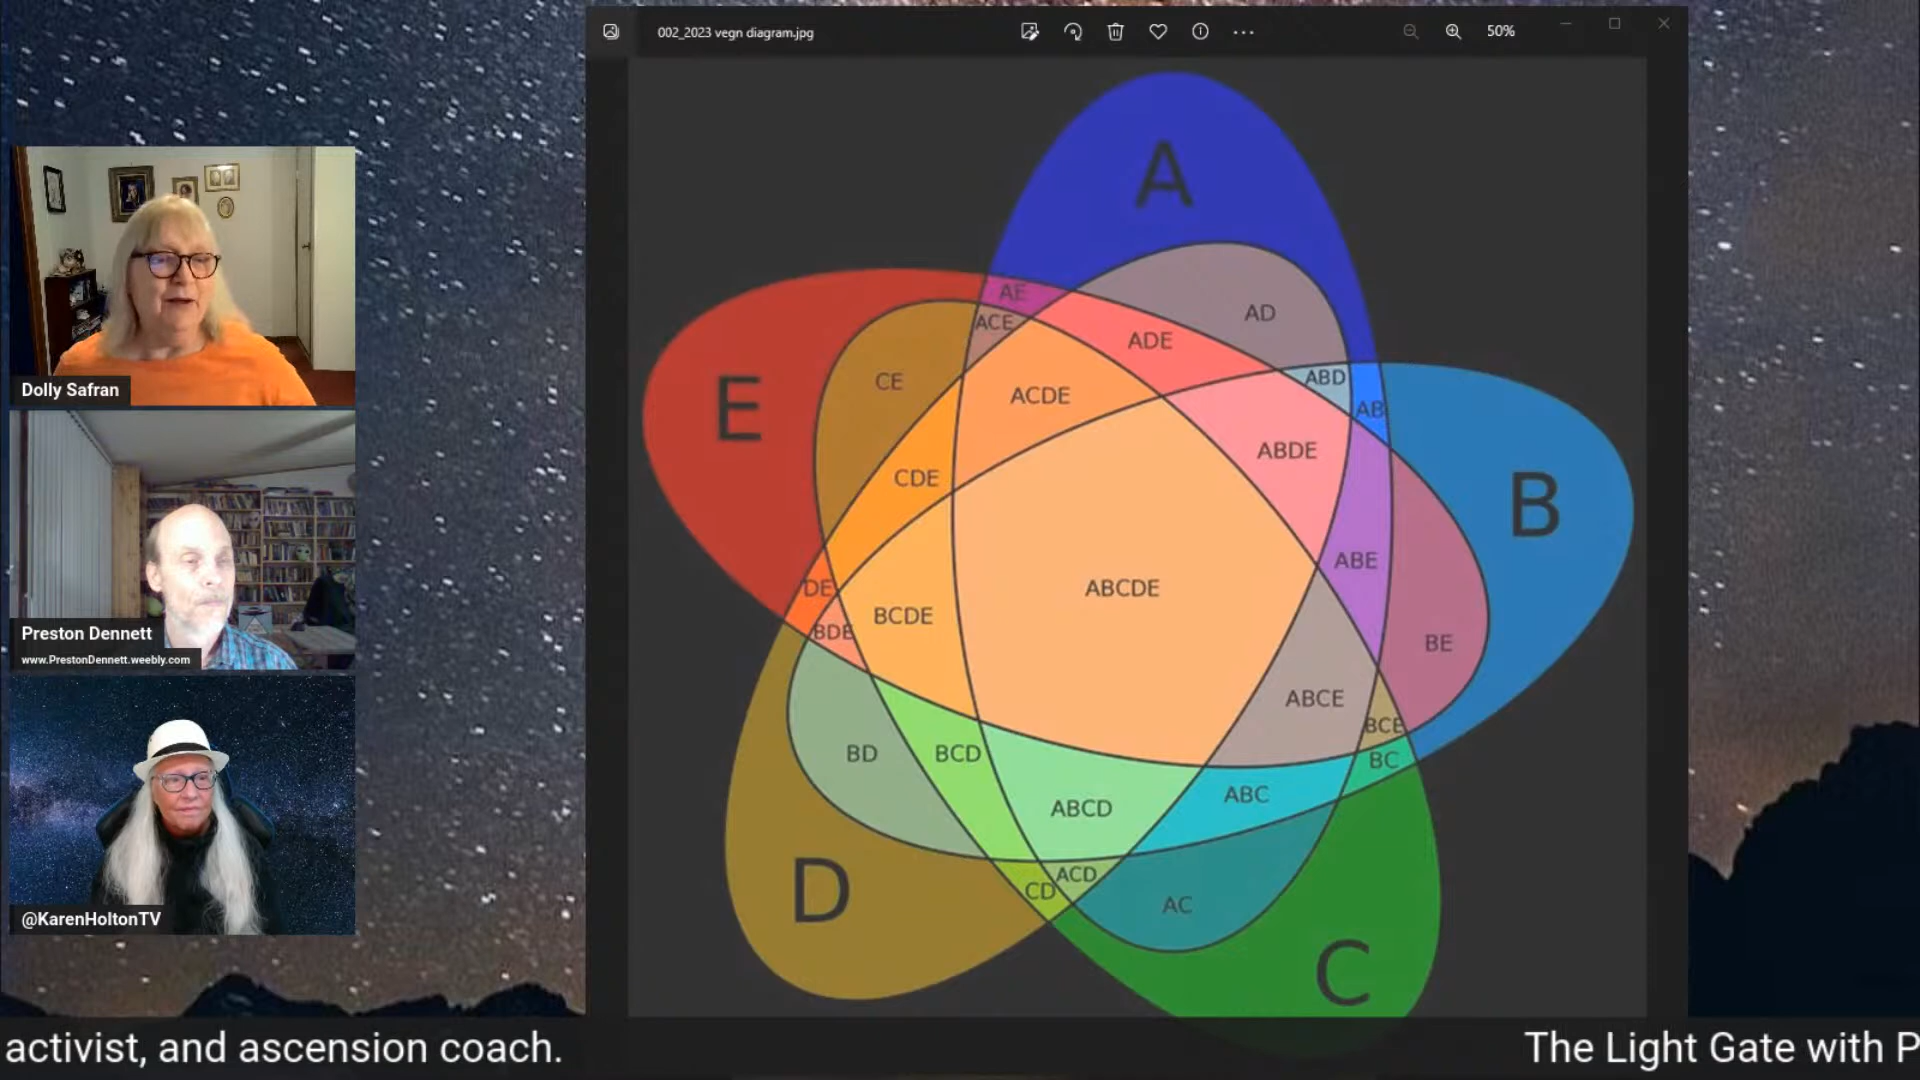 002_2023 vegn diagram.jpg
50%
A
AE
ACE
AD
ADE
E
CE
ACDE
ABD
AB
ABDE
CDE
B
ABE
DE
BCDE
ABCDE
BDE
BE
ABCE
BCE
BD
BCD
BC
ABC
ABCD
D
ACD
CD
AC
C
Dolly Safran
Preston Dennett
www.PrestonDennett.weebly.com
@KarenHoltonTV
activist, and ascension coach.
The Light Gate with P